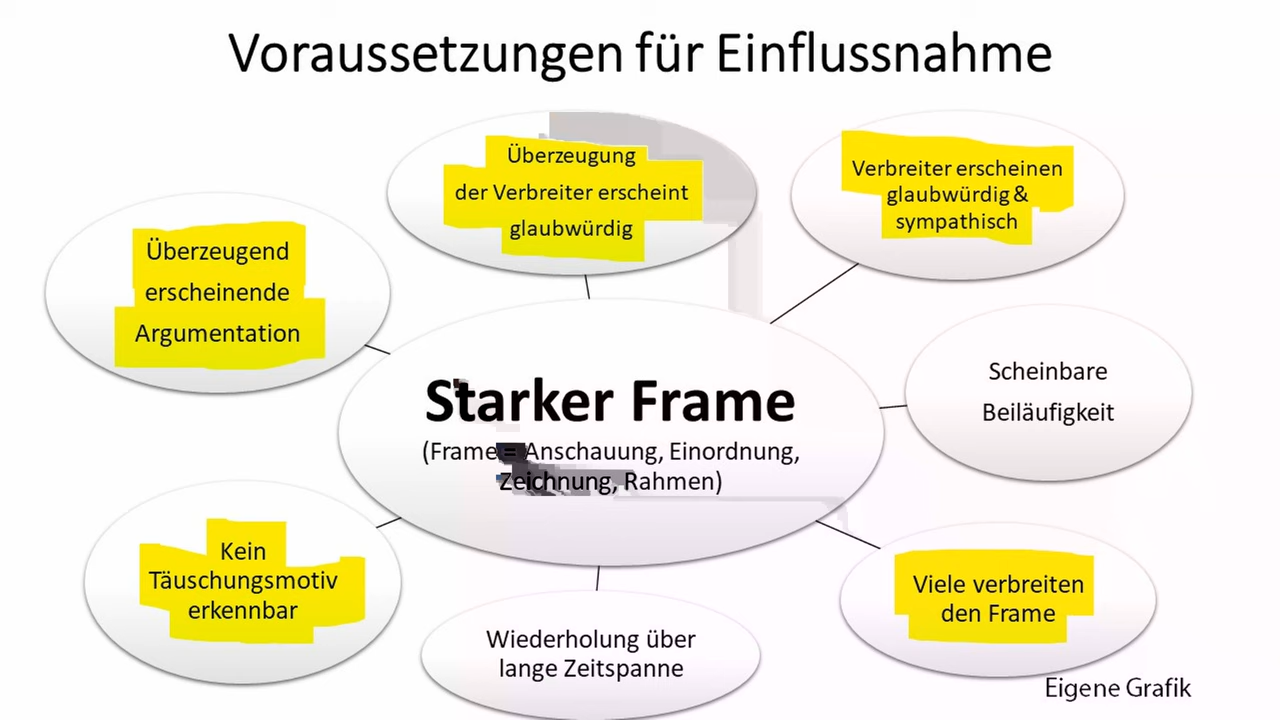 Voraussetzungen für Einflussnahme
Überzeugung
der Verbreiter erscheint
glaubwürdig
Verbreiter erscheinen
glaubwürdig &
sympathisch
Überzeugend
erscheinende
Argumentation
Scheinbare
Beiläufigkeit
Starker Frame
(Frame = Anschauung, Einordnung,
Zeichnung, Rahmen)
Kein
Täuschungsmotiv
erkennbar
Viele verbreiten
den Frame
Wiederholung über
lange Zeitspanne
Eigene Grafik